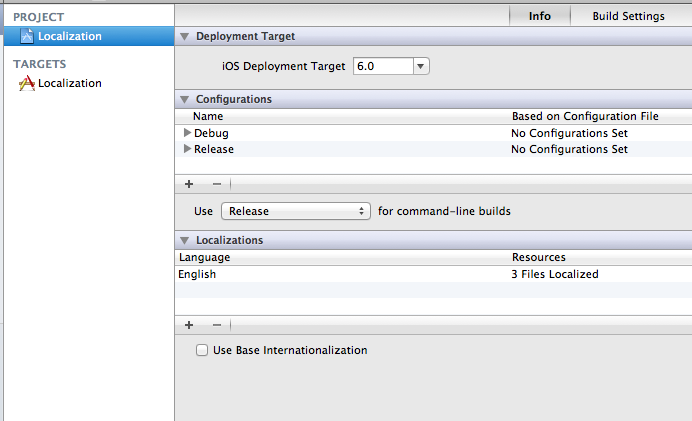 PROJECT
Localization
TARGETS
Localization
Info Build Settings
Deployment Target
iOS Deployment Target 6.0
Configurations
Name Based on Configuration File
Debug No Configurations Set
Release No Configurations Set
+ −
Use Release for command-line builds
Localizations
Language Resources
English 3 Files Localized
+ −
Use Base Internationalization